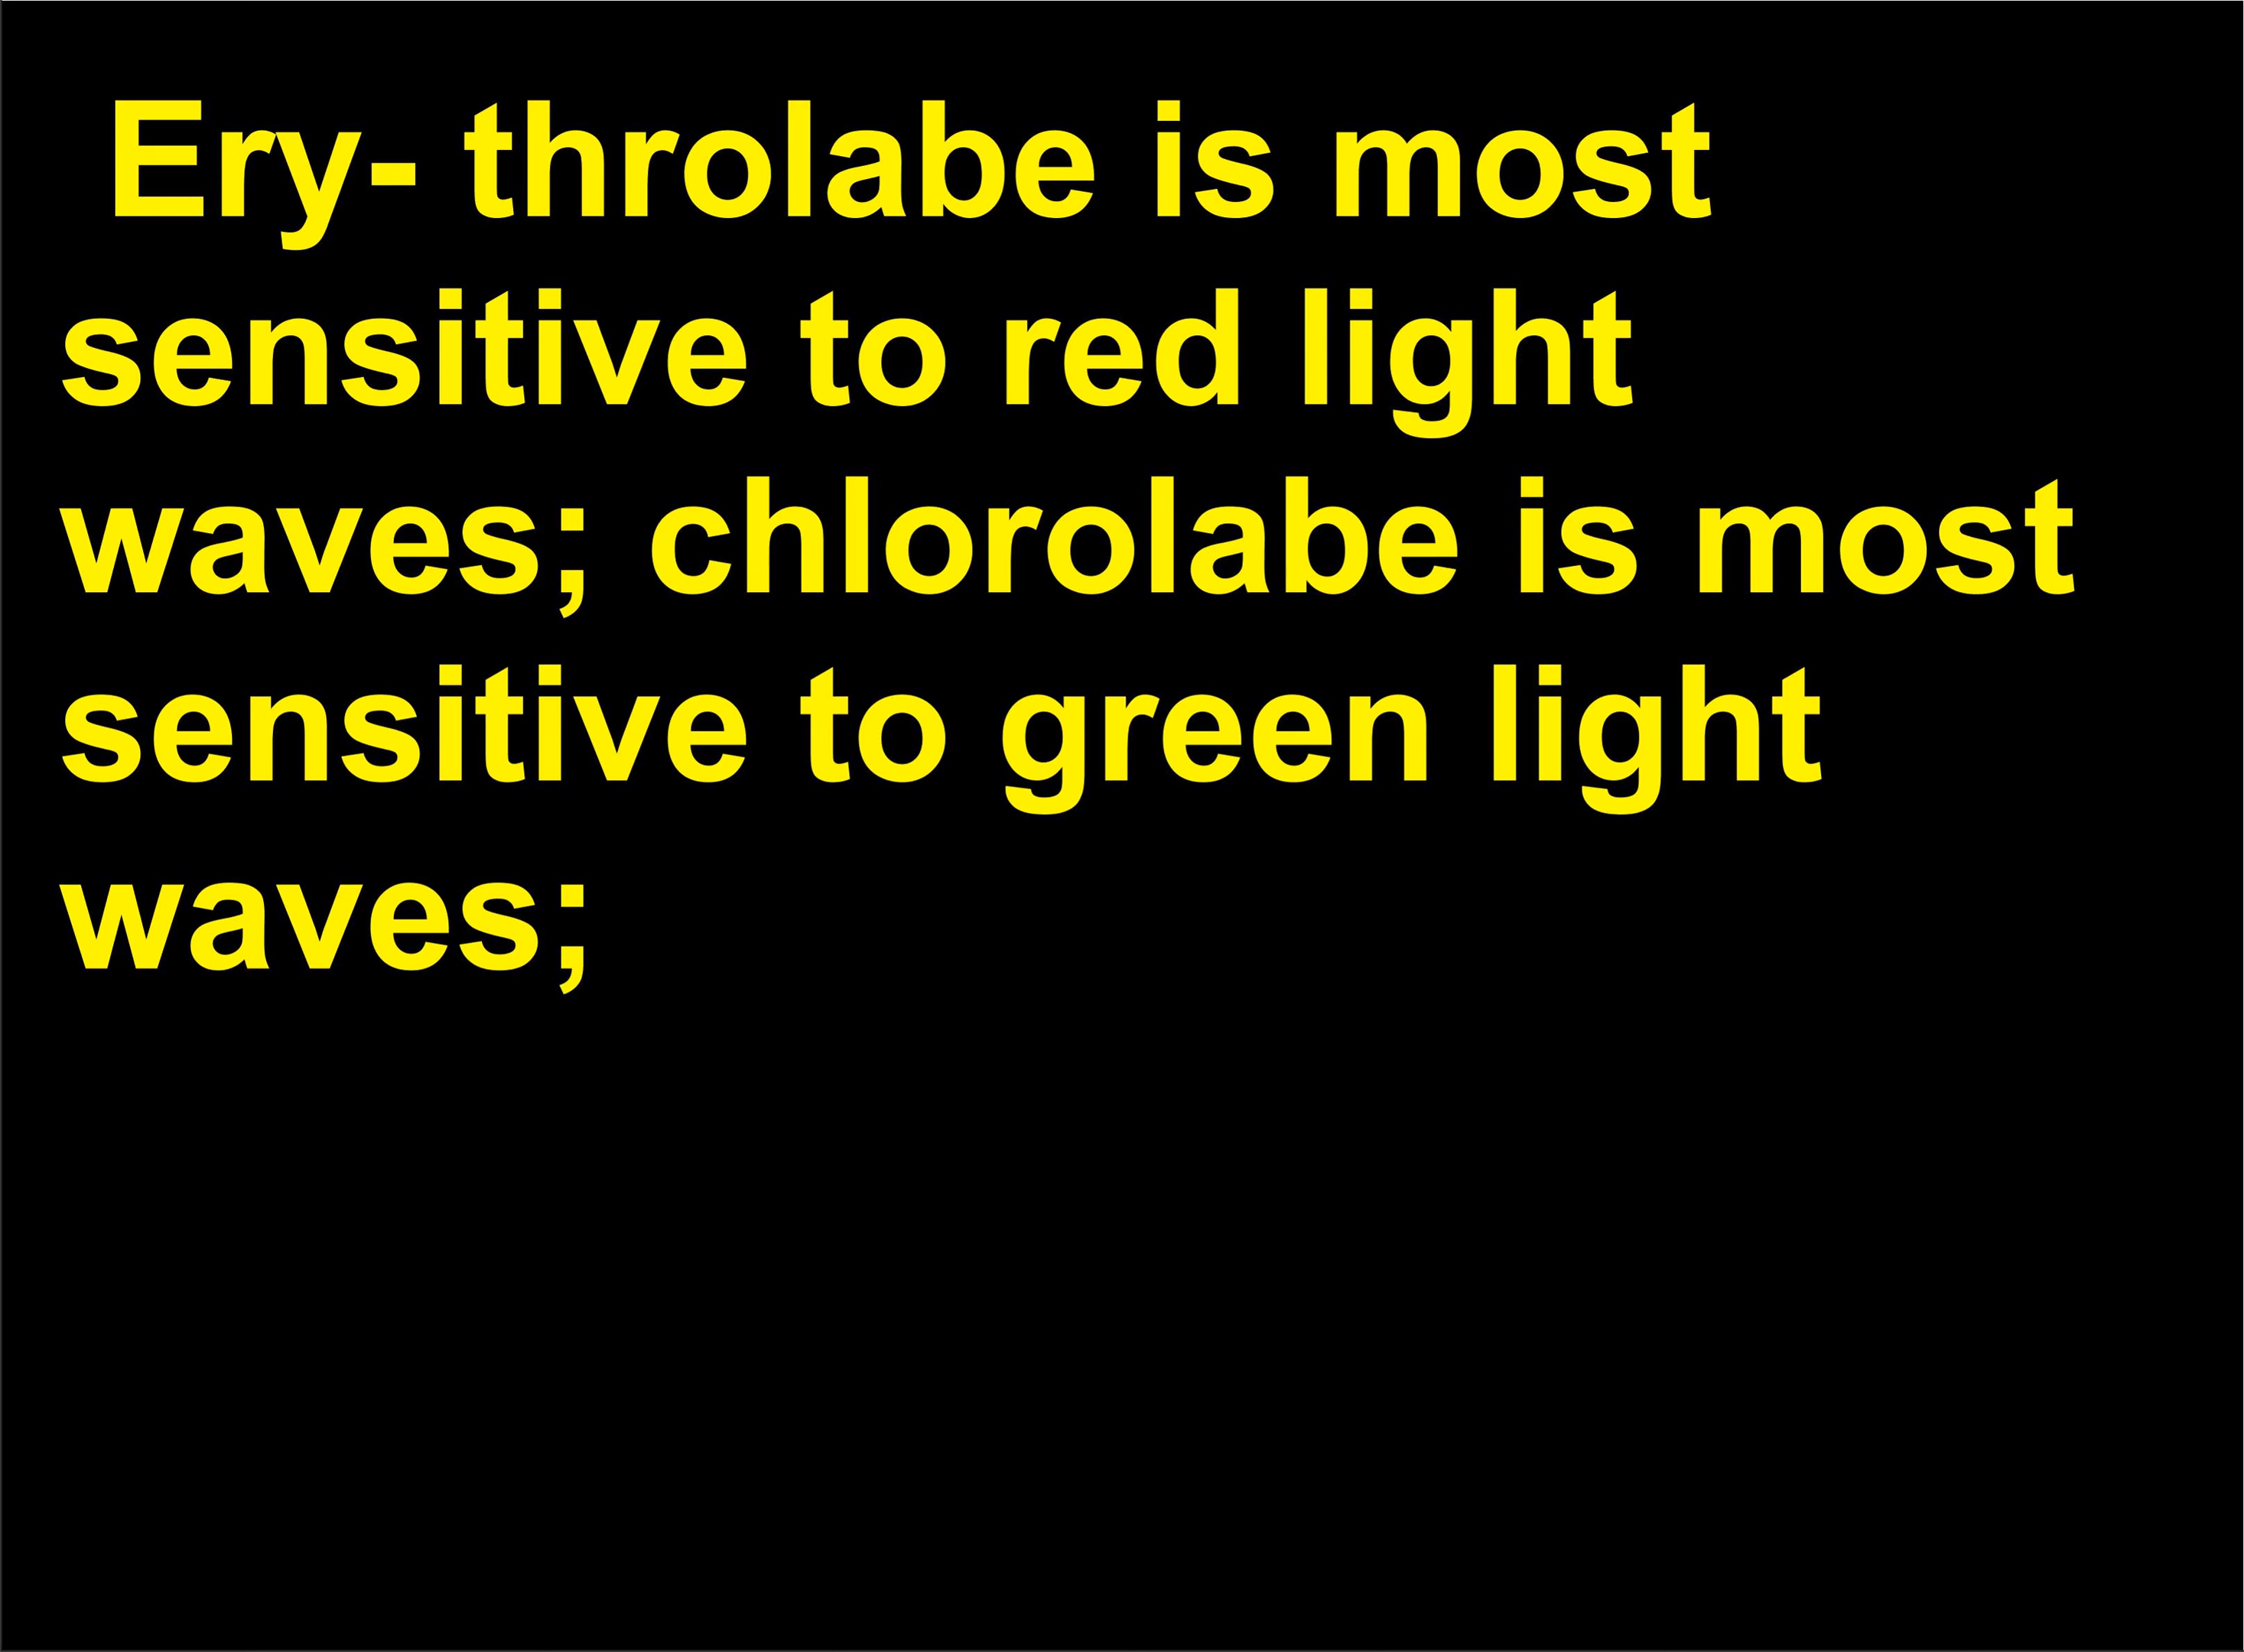 Ery- throlabe is most
sensitive to red light
waves; chlorolabe is most
sensitive to green light
waves;